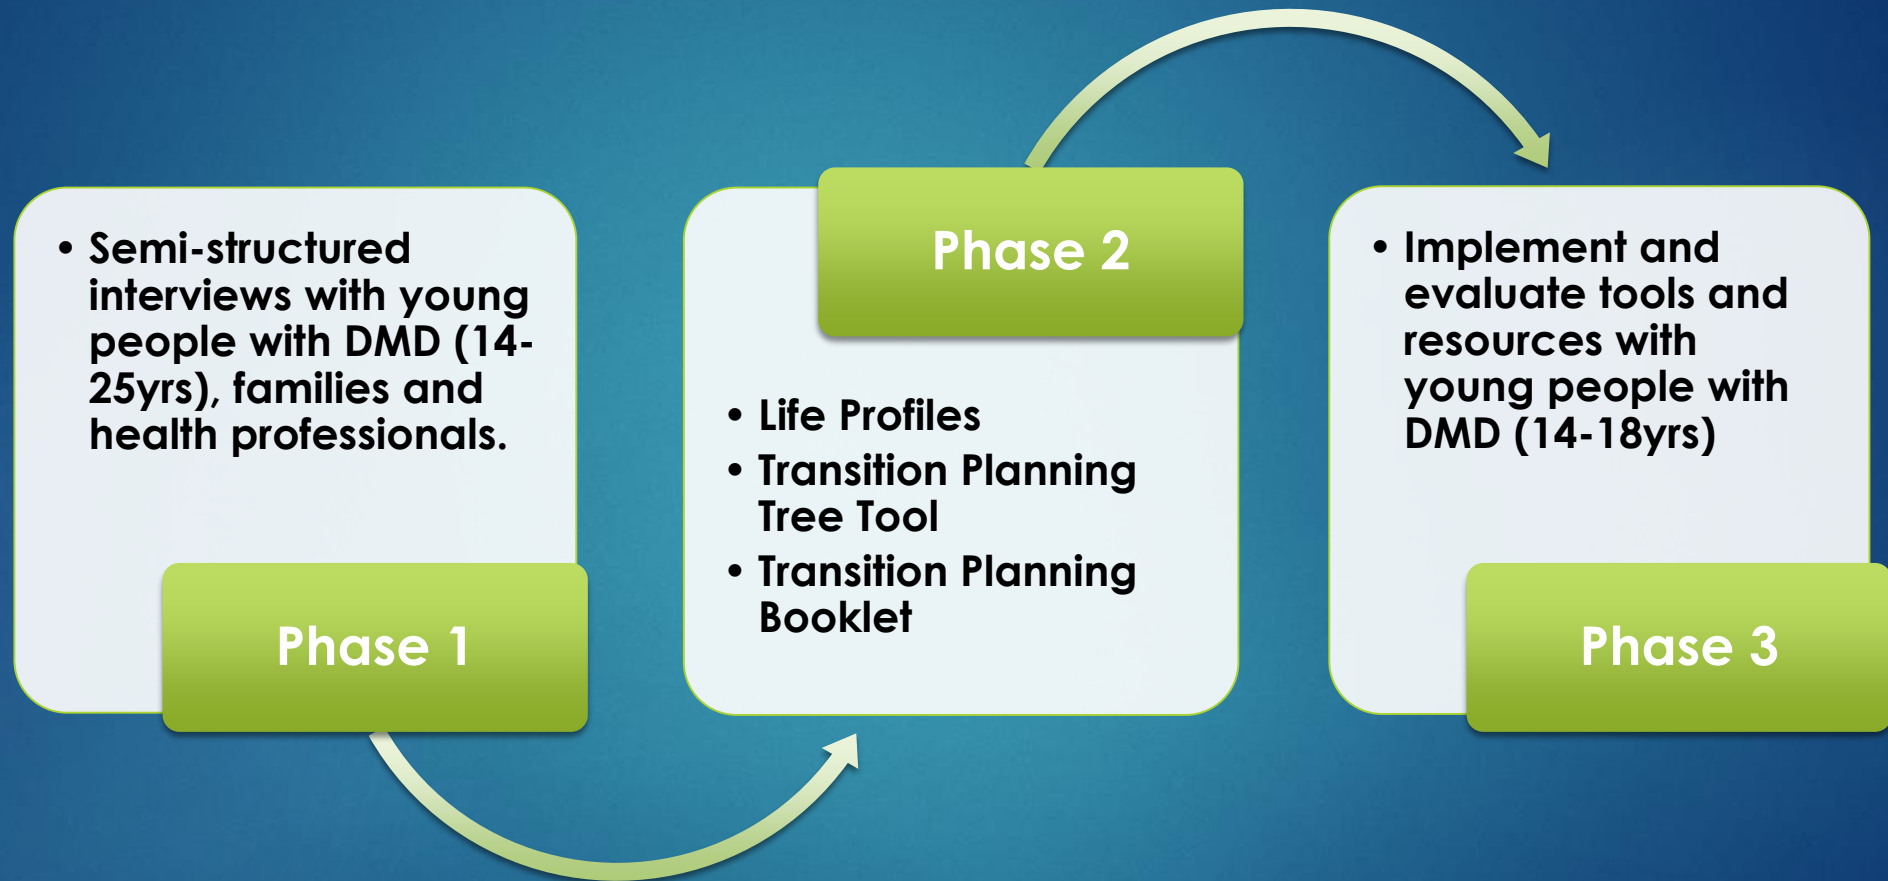 • Semi-structured
interviews with young
people with DMD (14-
25yrs), families and
health professionals.
Phase 1
Phase 2
• Life Profiles
• Transition Planning
Tree Tool
• Transition Planning
Booklet
• Implement and
evaluate tools and
resources with
young people with
DMD (14-18yrs)
Phase 3